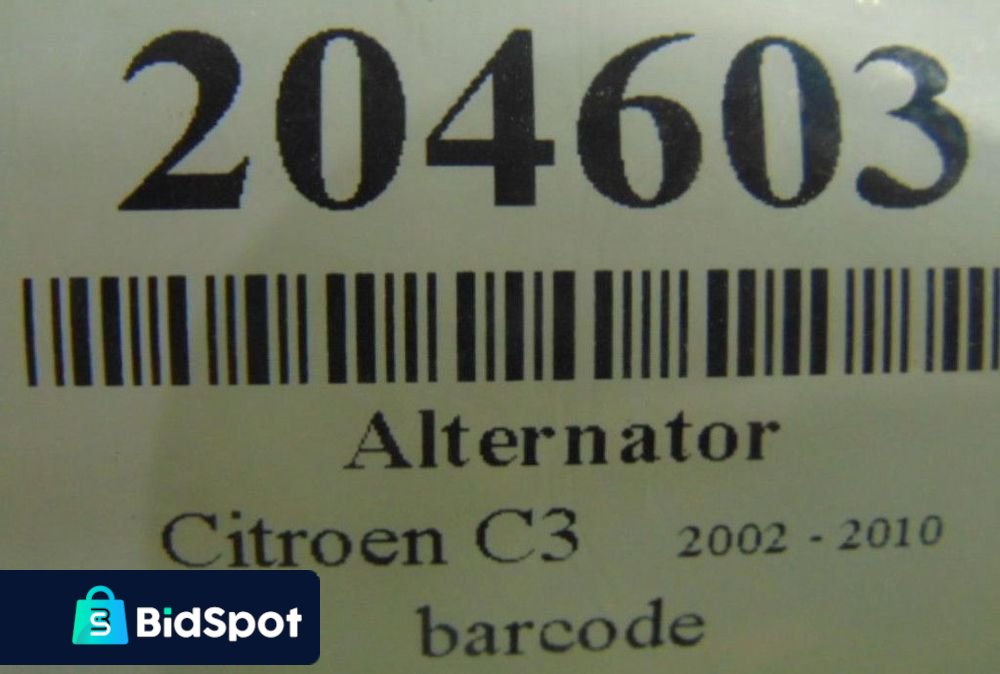 204603
Alternator
Citroen C3 2002 - 2010
barcode
BidSpot